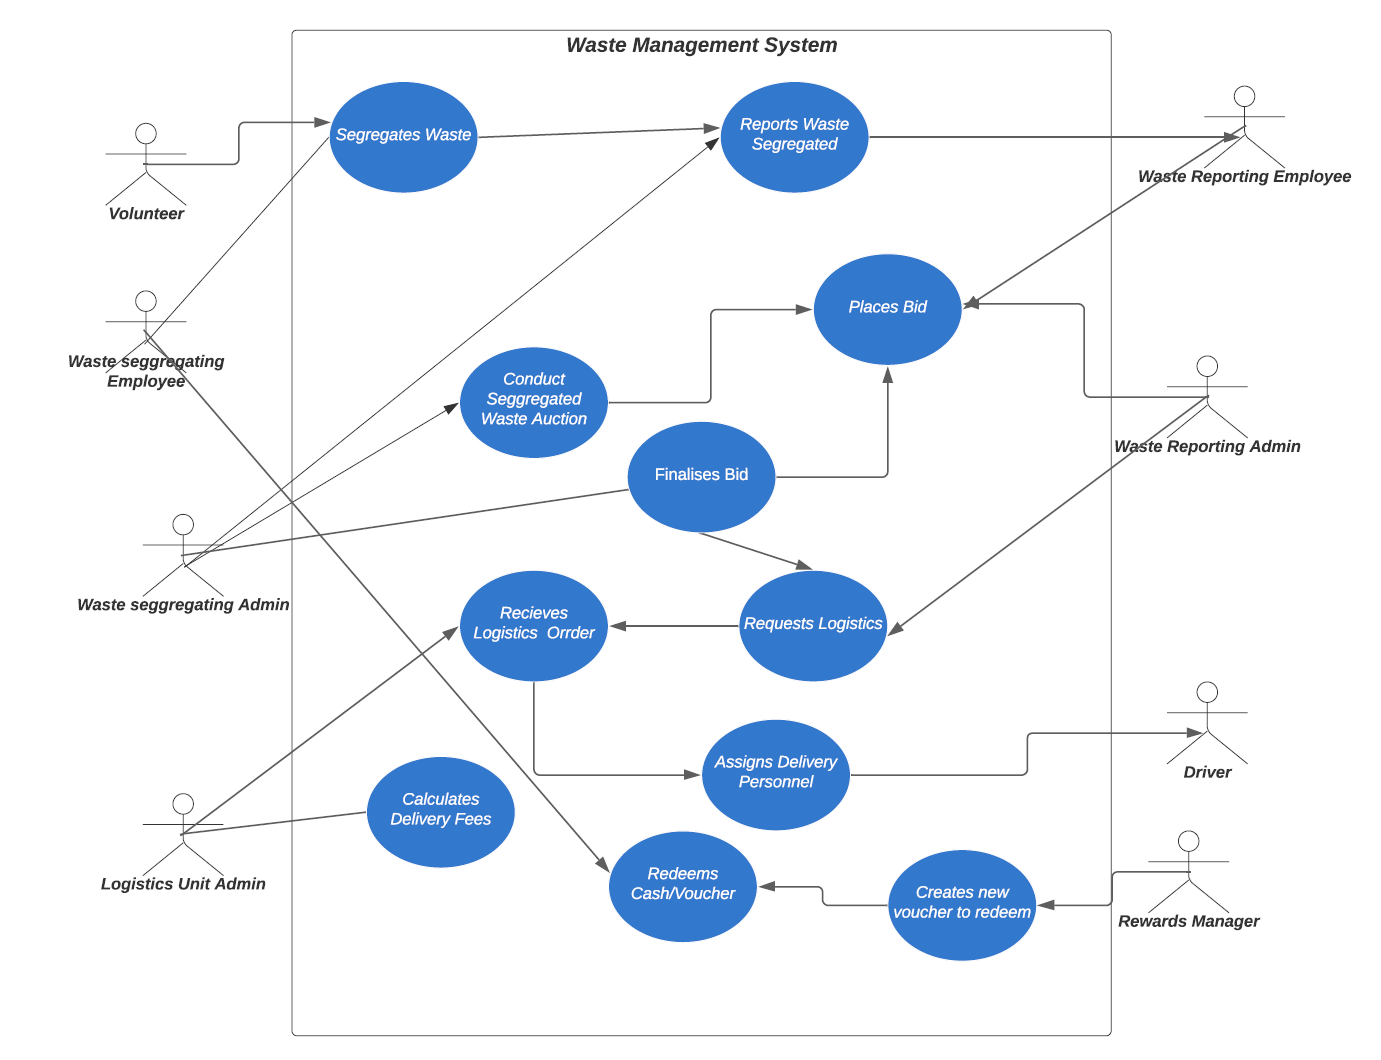 Waste Management System
Segregates Waste
Reports Waste
Segregated
Waste Reporting Employee
Volunteer
Places Bid
Waste seggregating
Employee
Conduct
Seggregated
Waste Auction
Waste Reporting Admin
Finalises Bid
Waste seggregating Admin
Recieves
Logistics Orrder
Requests Logistics
Assigns Delivery
Personnel
Driver
Calculates
Delivery Fees
Logistics Unit Admin
Redeems
Cash/Voucher
Creates new
voucher to redeem
Rewards Manager